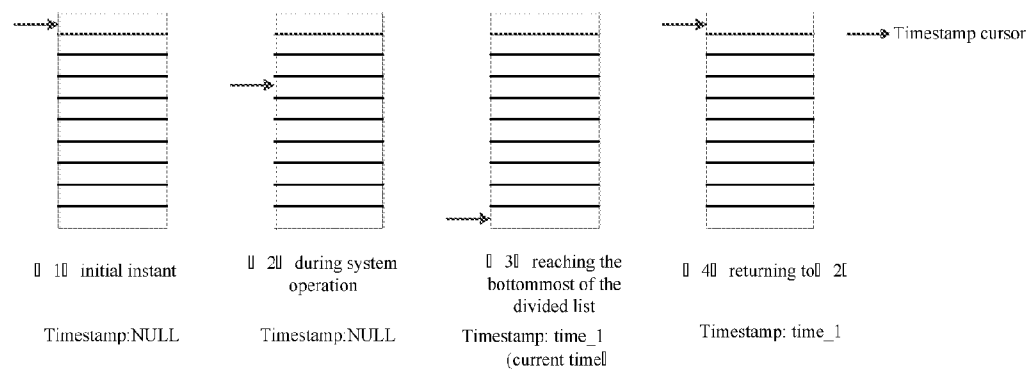 Timestamp cursor
▯ 1▯ initial instant
Timestamp:NULL
▯ 2▯ during system
operation
Timestamp:NULL
▯ 3▯ reaching the
bottommost of the
divided list
Timestamp: time_1
(current time▯
▯ 4▯ returning to▯ 2▯
Timestamp: time_1